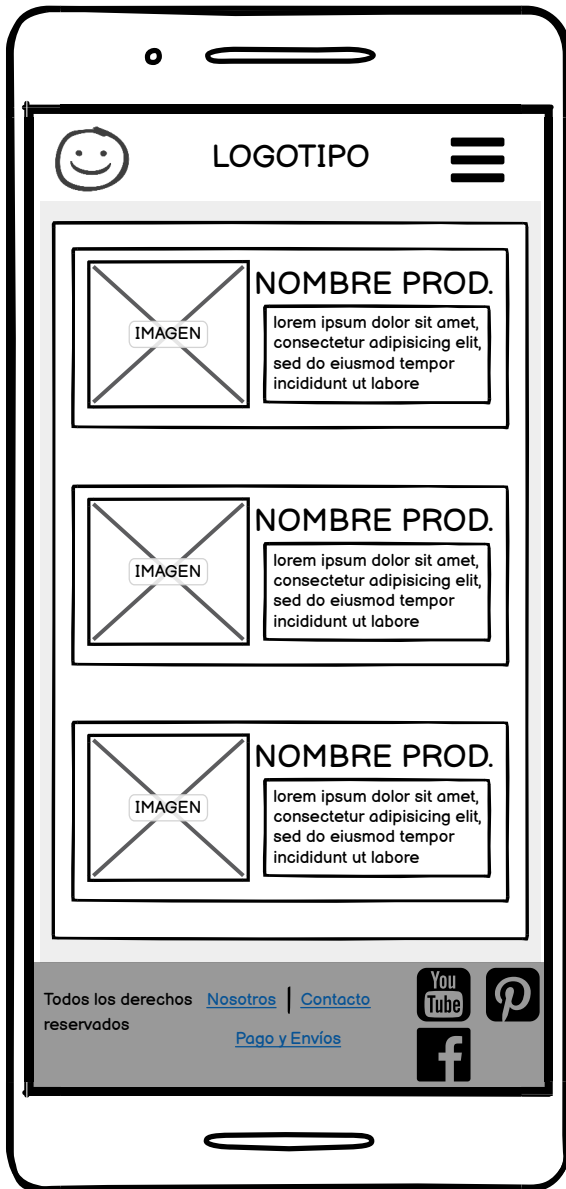 LOGOTIPO
NOMBRE PROD.
IMAGEN
lorem ipsum dolor sit amet,
consectetur adipisicing elit,
sed do eiusmod tempor
incididunt ut labore
NOMBRE PROD.
IMAGEN
lorem ipsum dolor sit amet,
consectetur adipisicing elit,
sed do eiusmod tempor
incididunt ut labore
NOMBRE PROD.
IMAGEN
lorem ipsum dolor sit amet,
consectetur adipisicing elit,
sed do eiusmod tempor
incididunt ut labore
Todos los derechos
reservados
Nosotros | Contacto
Pago y Envíos
You
Tube